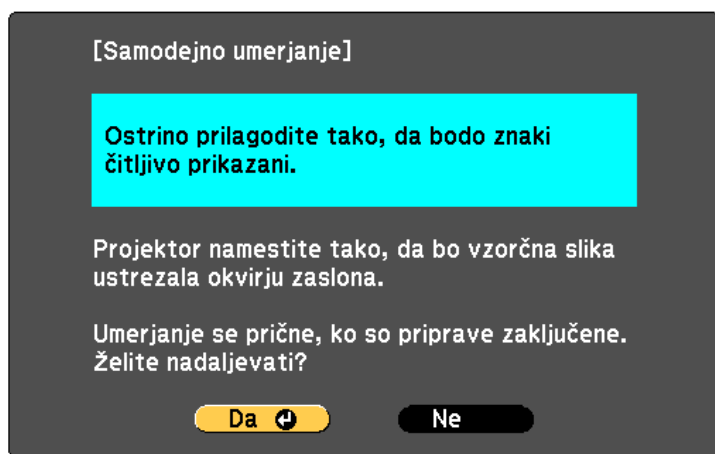 [Samodejno umerjanje]
Ostrino prilagodite tako, da bodo znaki
čitljivo prikazani.
Projektor namestite tako, da bo vzorčna slika
ustrezala okvirju zaslona.
Umerjanje se prične, ko so priprave zaključene.
Želite nadaljevati?
Da Ne